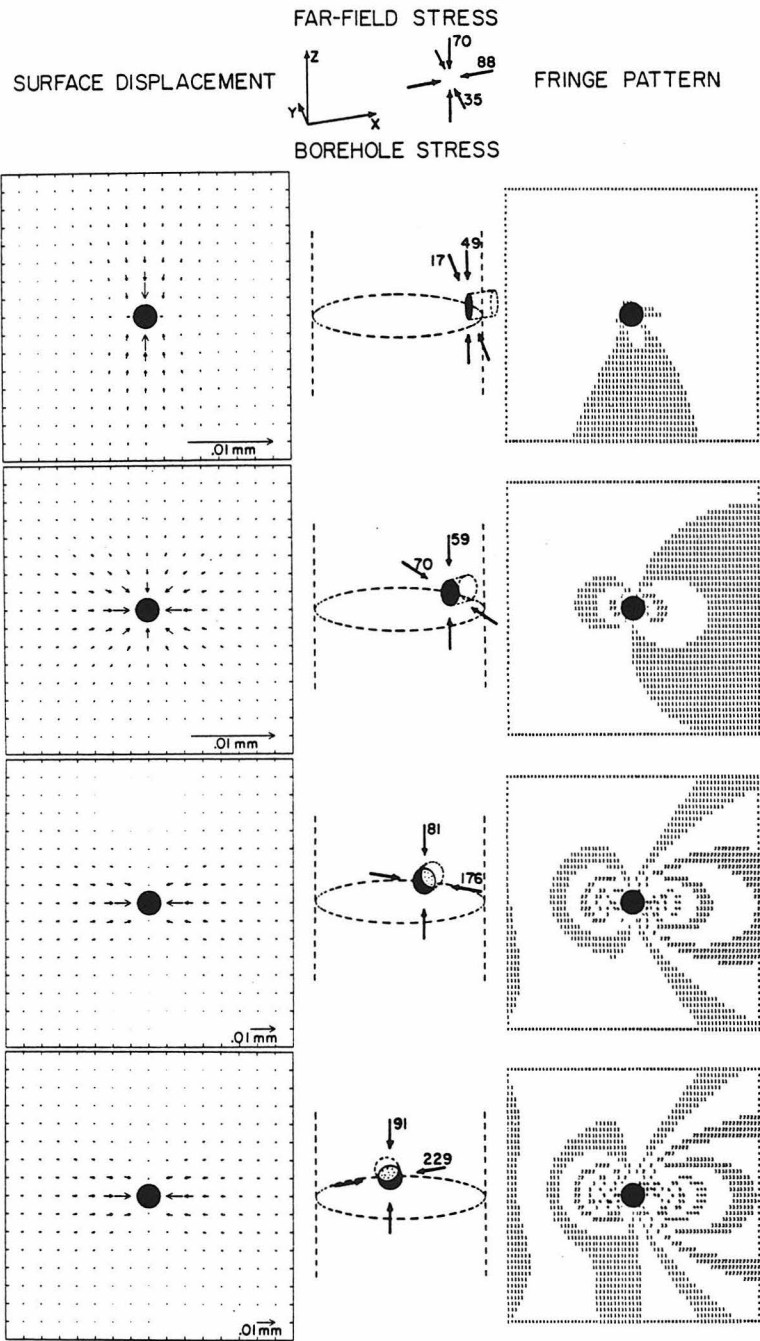 FAR-FIELD STRESS
70
88
35
Z
Y
X
SURFACE DISPLACEMENT
FRINGE PATTERN
BOREHOLE STRESS
49
17
.01 mm
59
70
.01 mm
81
176
.01 mm
91
229
.01 mm